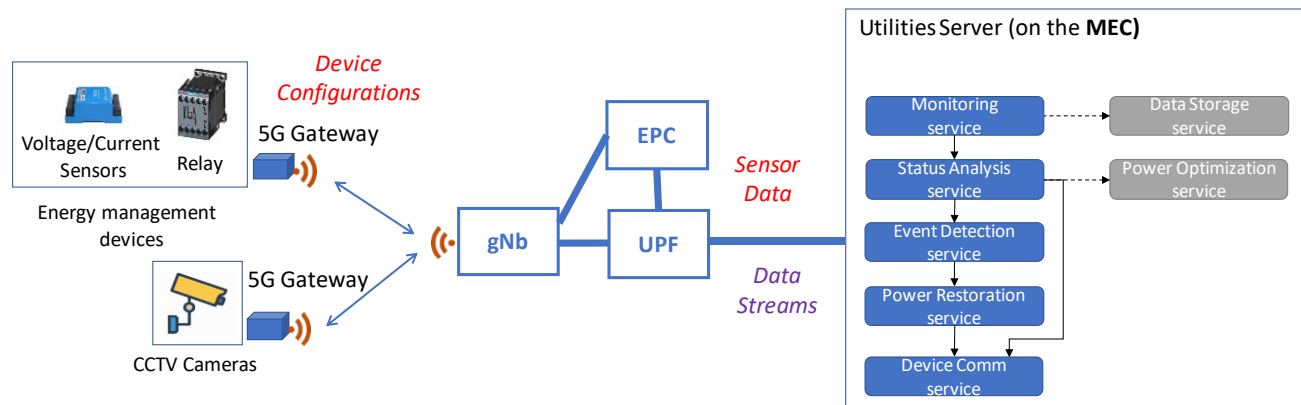 Utilities Server (on the MEC)
Device
Configurations
5G Gateway
Voltage/Current
Sensors
Relay
Energy management
devices
5G Gateway
CCTV Cameras
gNb
EPC
UPF
Sensor
Data
Data
Streams
Monitoring
service
Data Storage
service
Status Analysis
service
Power Optimization
service
Event Detection
service
Power Restoration
service
Device Comm
service